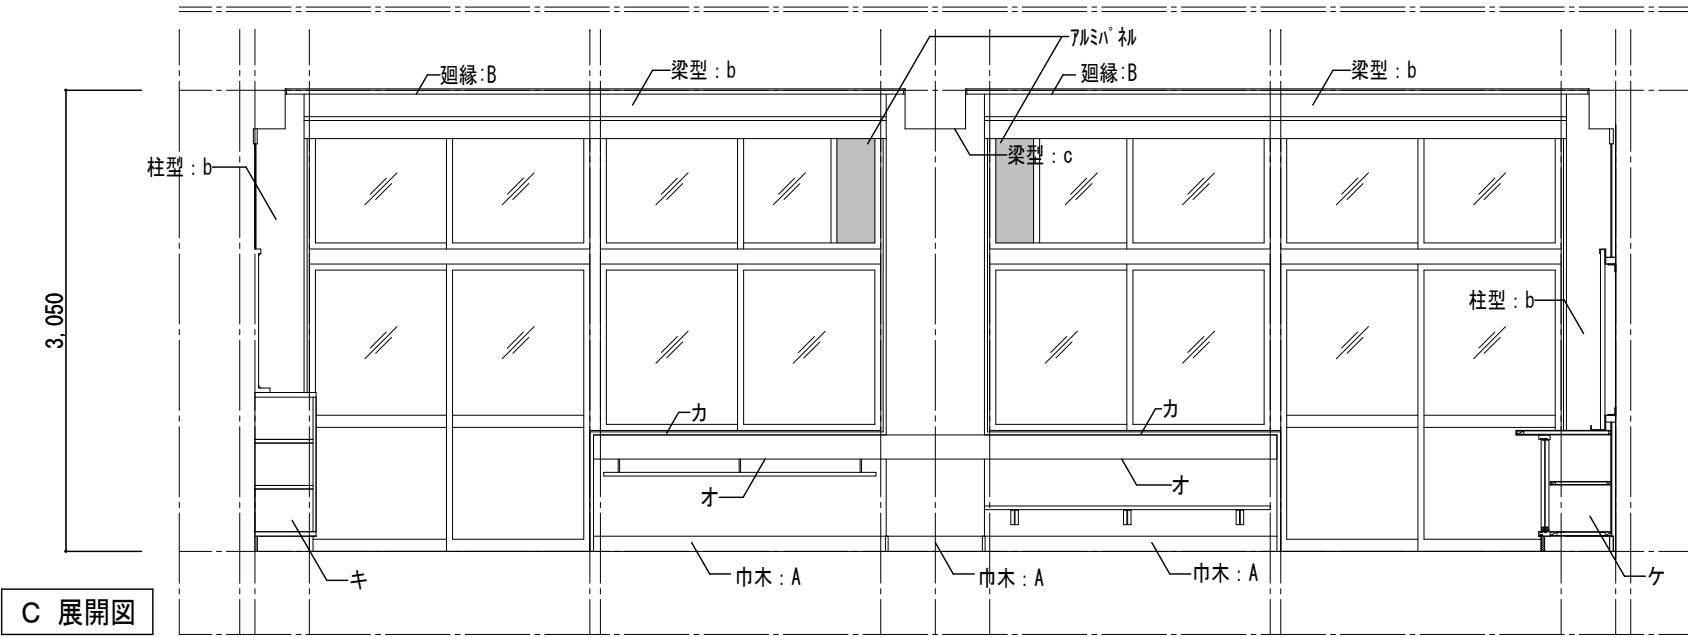 ｱﾙﾐﾊﾟﾈﾙ
廻縁:B
梁型：b
廻縁:B
梁型：b
梁型：c
柱型：b
柱型：b
3,050
カ
カ
オ
オ
キ
巾木：A
巾木：A
巾木：A
ケ
C 展開図